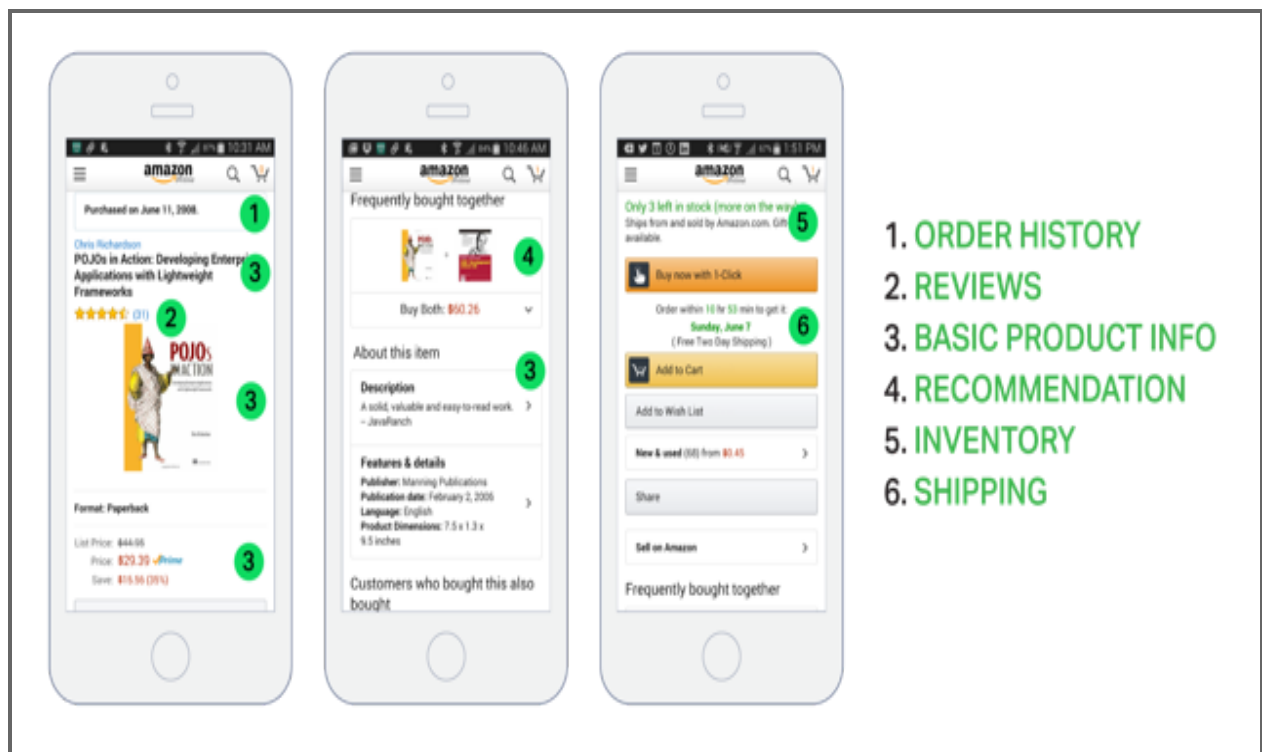 10:31 AM
amazon
Purchased on June 11, 2008.
1
Chris Richardson
POJOs in Action: Developing Enterprise
3
Applications with Lightweight
Frameworks
(31)
2
POJOs
IN ACTION
3
Format: Paperback
List Price: $44.95
Price: $29.39 Prime
3
Save: $15.56 (35%)
10:46 AM
amazon
Frequently bought together
4
Buy Both: $60.26
About this item
3
Description
A solid, valuable and easy-to-read work.
– JavaRanch
Features & details
Publisher: Manning Publications
Publication date: February 2, 2006
Language: English
Product Dimensions: 7.5 x 1.3 x
9.5 inches
Customers who bought this also
bought
1:51 PM
amazon
Only 3 left in stock (more on the way).
5
Ships from and sold by Amazon.com. Gift
available.
Buy now with 1-Click
Order within 10 hr 53 min to get it
Sunday, June 7
6
(Free Two Day Shipping)
Add to Cart
Add to Wish List
New & used (68) from $0.45
Share
Sell on Amazon
Frequently bought together
1. ORDER HISTORY
2. REVIEWS
3. BASIC PRODUCT INFO
4. RECOMMENDATION
5. INVENTORY
6. SHIPPING